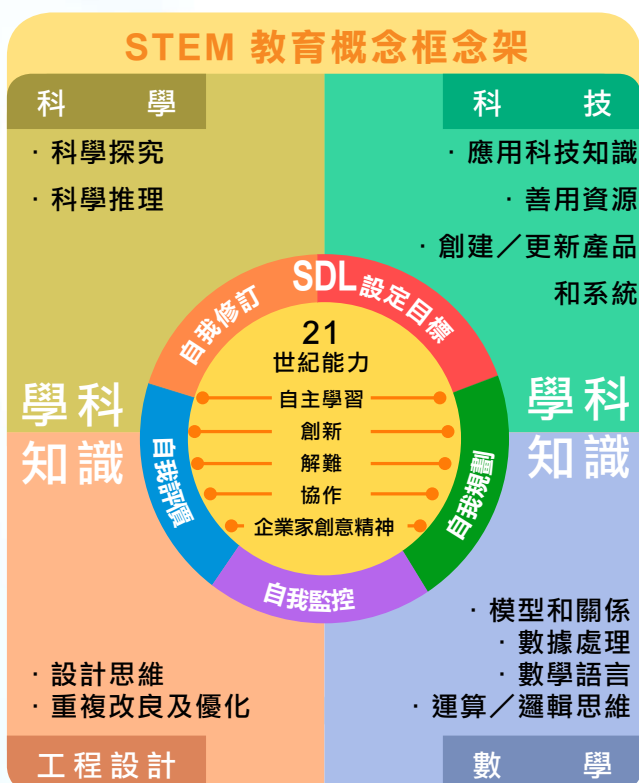 STEM 教育概念框念架
科學
· 科學探究
· 科學推理
科技
· 應用科技知識
· 善用資源
· 創建／更新產品
和系統
SDL 設定目標
自我規劃
自我監控
自我評價
自我修訂
21
世紀能力
自主學習
創新
解難
協作
企業家創意精神
學科
知識
學科
知識
· 設計思維
· 重複改良及優化
工程設計
· 模型和關係
· 數據處理
· 數學語言
· 運算／邏輯思維
數學